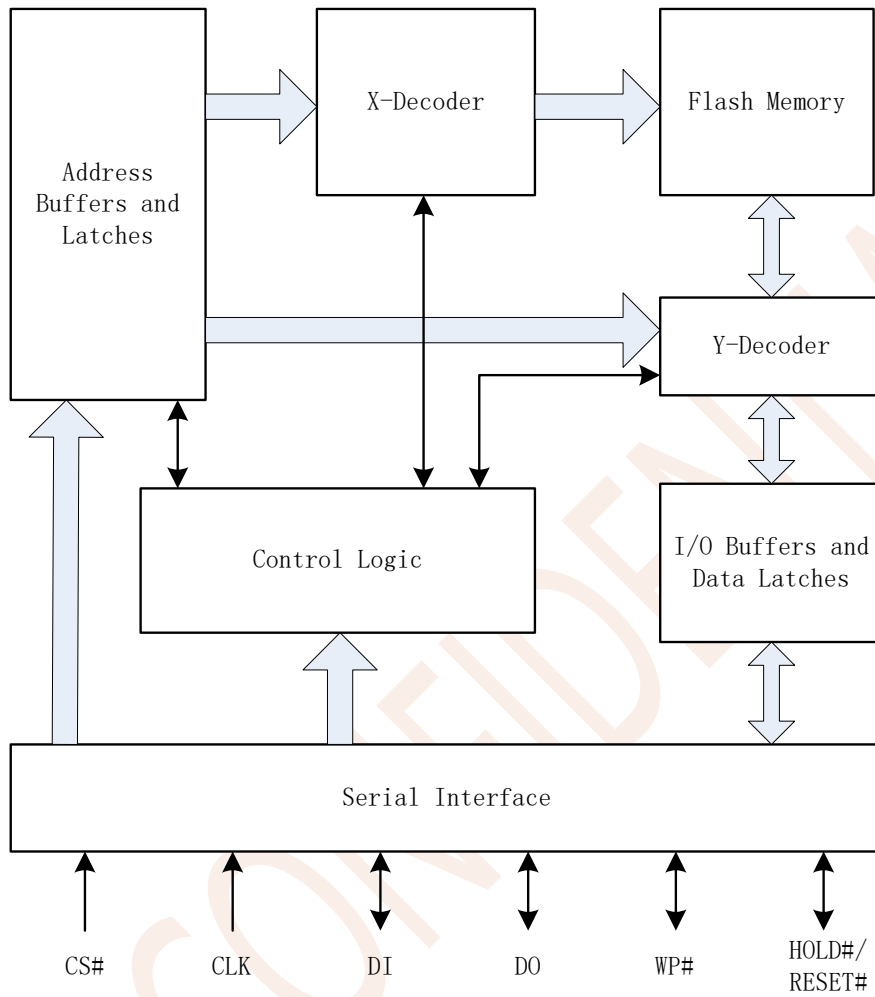 X-Decoder
Flash Memory
Address
Buffers and
Latches
Y-Decoder
Control Logic
I/O Buffers and
Data Latches
Serial Interface
CS#
CLK
DI
DO
WP#
HOLD#/
RESET#
CONFIDENTIA